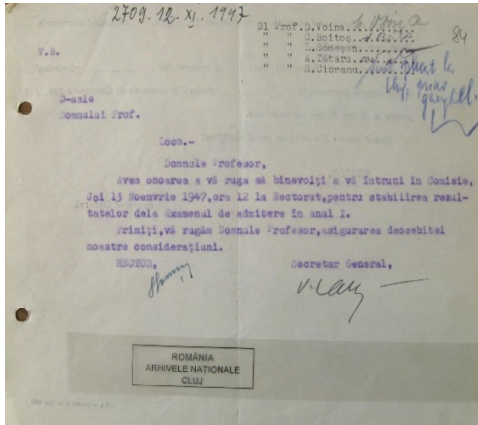 2709. 12. XI. 1947
Dl Prof. D. Voina
" " O. Boitoş
" " L. Someşan
" " A. Tătaru
" " S. Cioranu
84
V.B.
D-sale
Domnului Prof.
Loco.-
Domnule Profesor,
Avem onoarea a vă ruga să binevolţi a vă întruni în Comisie,
Joi 13 Noemvrie 1947, ora 12 la Rectorat, pentru stabilirea rezul-
tatelor dela Examenul de admitere în anul I.
Primiţi, vă rugăm Domnule Profesor, asigurarea deosebitei
noastre consideraţiuni.
RECTOR,
Secretar General,
ROMÂNIA
ARHIVELE NAŢIONALE
CLUJ